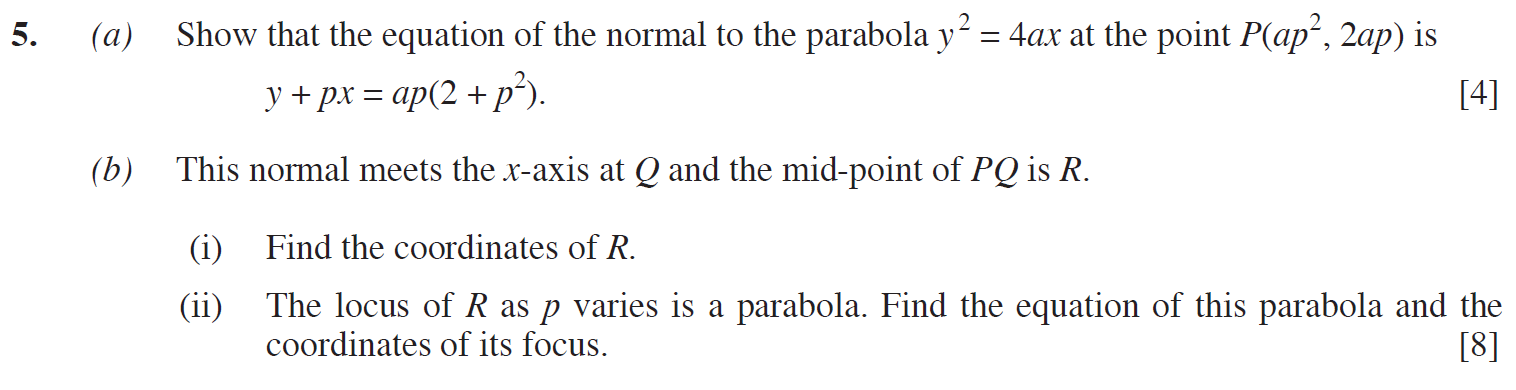 5. (a) Show that the equation of the normal to the parabola y² = 4ax at the point P(ap², 2ap) is
y + px = ap(2 + p²). [4]
(b) This normal meets the x-axis at Q and the mid-point of PQ is R.
(i) Find the coordinates of R.
(ii) The locus of R as p varies is a parabola. Find the equation of this parabola and the
coordinates of its focus. [8]